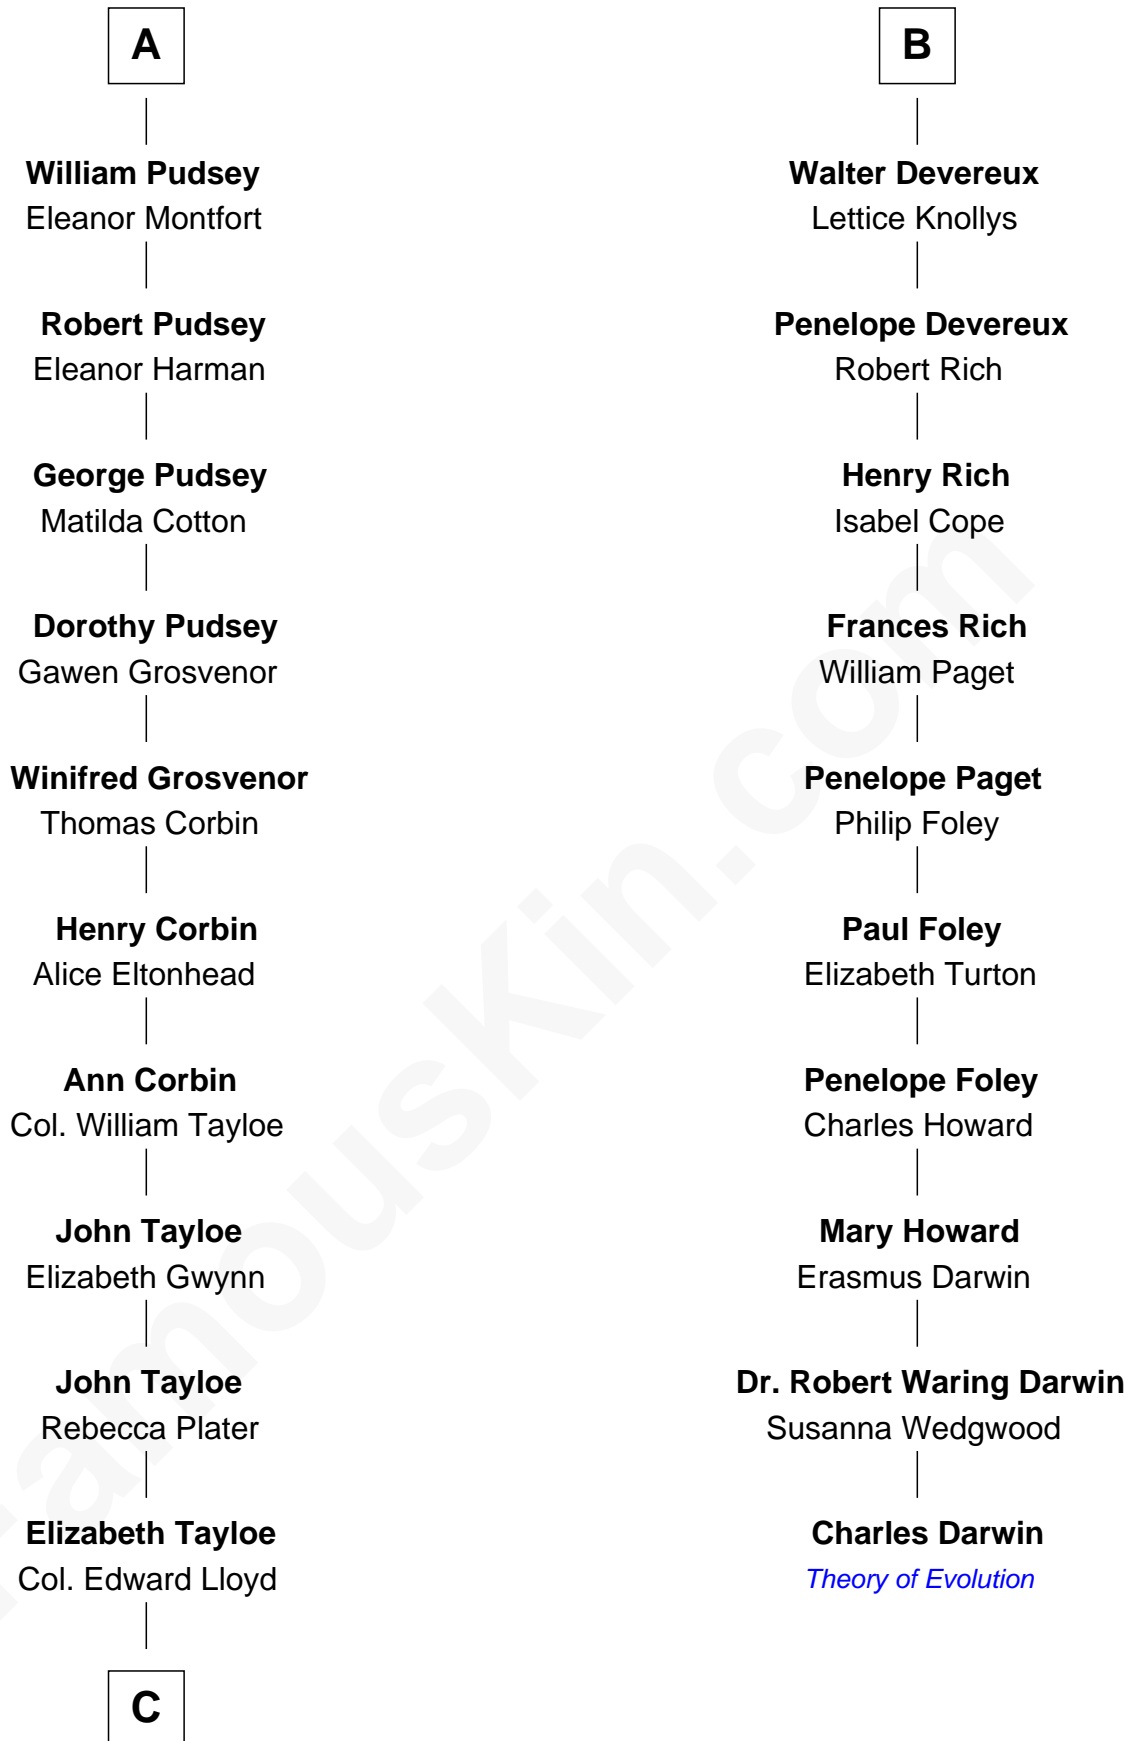 A
William Pudsey
Eleanor Montfort
Robert Pudsey
Eleanor Harman
George Pudsey
Matilda Cotton
Dorothy Pudsey
Gawen Grosvenor
Winifred Grosvenor
Thomas Corbin
Henry Corbin
Alice Eltonhead
Ann Corbin
Col. William Tayloe
John Tayloe
Elizabeth Gwynn
John Tayloe
Rebecca Plater
Elizabeth Tayloe
Col. Edward Lloyd
C
B
Walter Devereux
Lettice Knollys
Penelope Devereux
Robert Rich
Henry Rich
Isabel Cope
Frances Rich
William Paget
Penelope Paget
Philip Foley
Paul Foley
Elizabeth Turton
Penelope Foley
Charles Howard
Mary Howard
Erasmus Darwin
Dr. Robert Waring Darwin
Susanna Wedgwood
Charles Darwin
Theory of Evolution
FamousKin.com